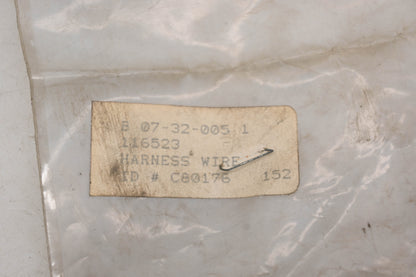 S 07-32-005 1
116523
HARNESS WIRE
ID # C80176 152